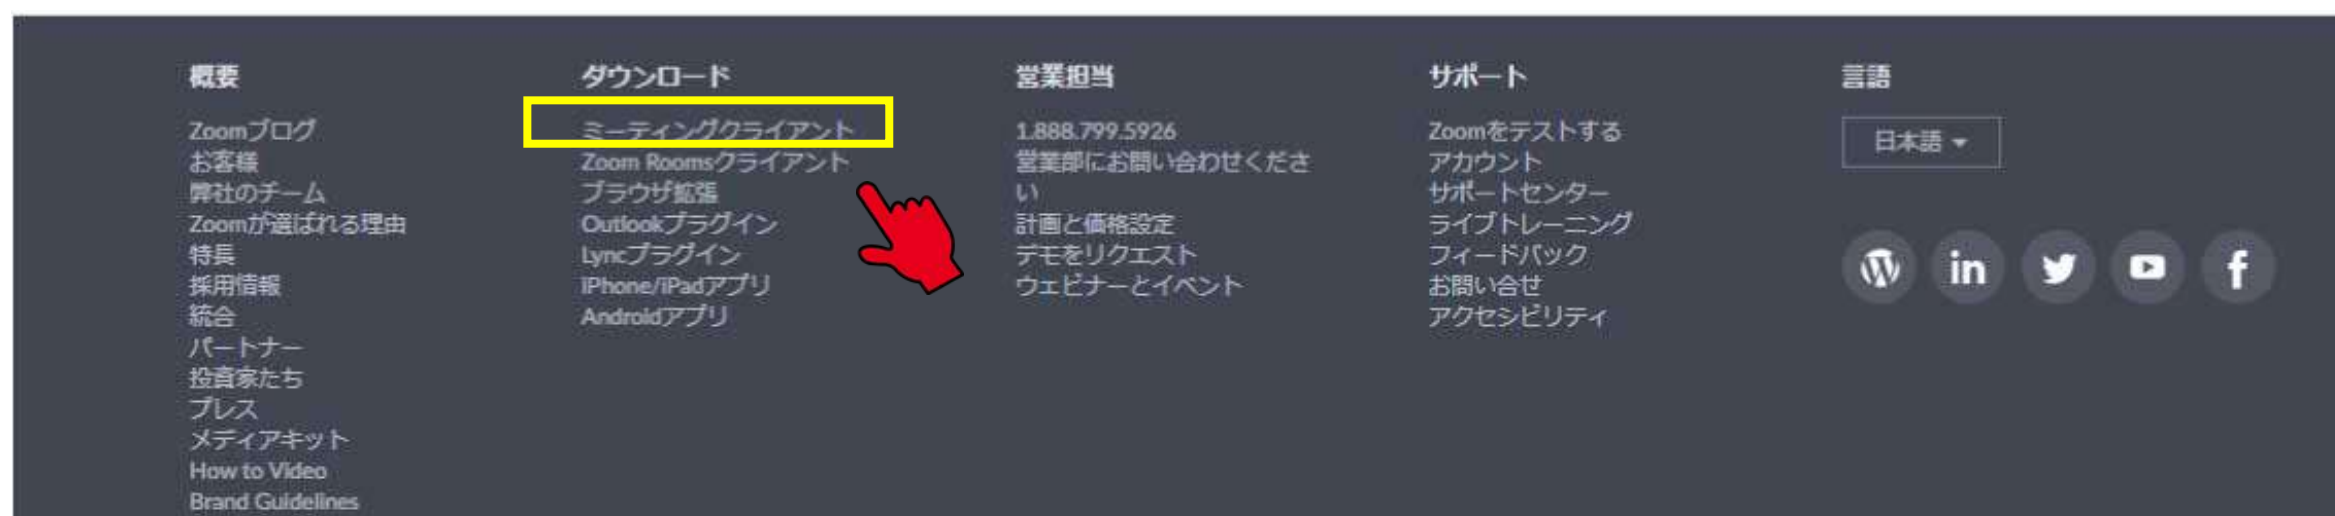 概要
Zoomブログ
お客様
弊社のチーム
Zoomが選ばれる理由
特長
採用情報
統合
パートナー
投資家たち
プレス
メディアキット
How to Video
Brand Guidelines
ダウンロード
ミーティングクライアント
Zoom Roomsクライアント
ブラウザ拡張
Outlookプラグイン
Lyncプラグイン
iPhone/iPadアプリ
Androidアプリ
営業担当
1.888.799.5926
営業部にお問い合わせくださ
い
計画と価格設定
デモをリクエスト
ウェビナーとイベント
サポート
Zoomをテストする
アカウント
サポートセンター
ライブトレーニング
フィードバック
お問い合せ
アクセシビリティ
言語
日本語
in
f